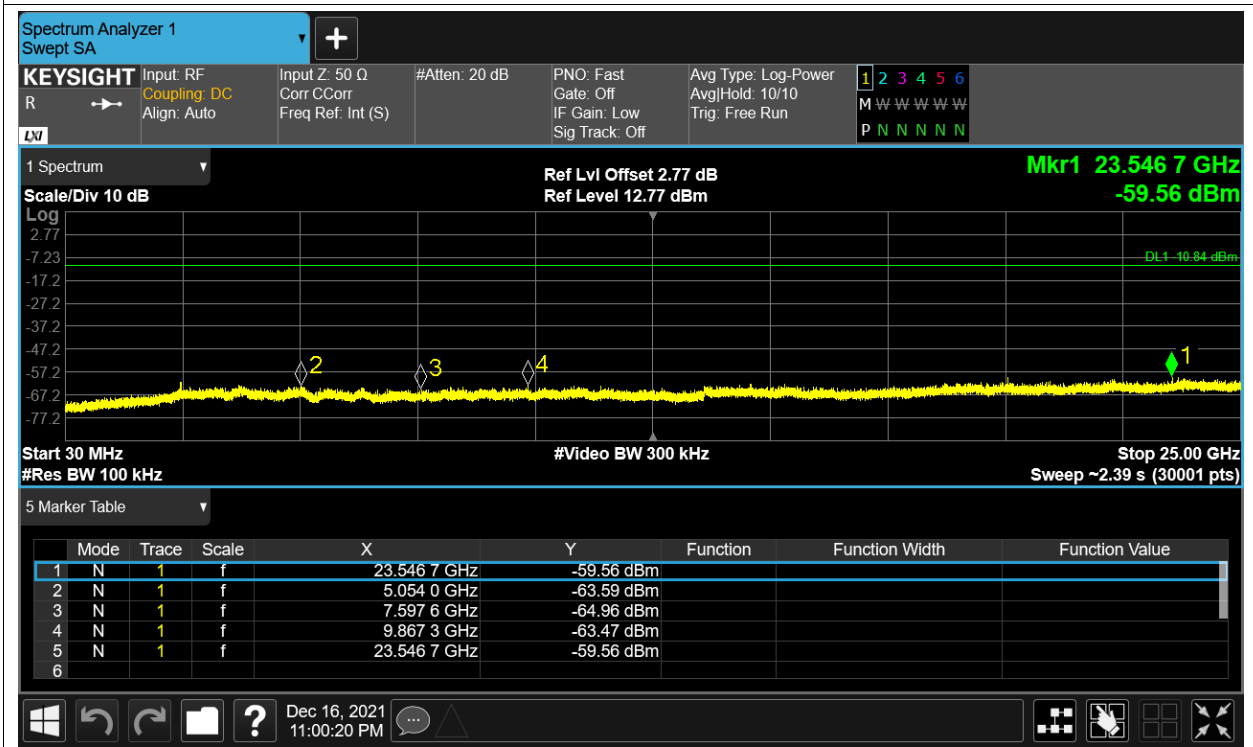 Spectrum Analyzer 1
Swept SA
+
KEYSIGHT Input: RF Input Z: 50 Ω #Atten: 20 dB PNO: Fast Avg Type: Log-Power 1 2 3 4 5 6
R Coupling: DC Corr CCorr Gate: Off Avg|Hold: 10/10 M W W W W W
Align: Auto Freq Ref: Int (S) IF Gain: Low Trig: Free Run
LXI Sig Track: Off P N N N N N
1 Spectrum Ref Lvl Offset 2.77 dB Mkr1 23.546 7 GHz
Scale/Div 10 dB Ref Level 12.77 dBm -59.56 dBm
Log
2.77
-7.23 DL1 -10.84 dBm
-17.2
-27.2
-37.2
-47.2 1
-57.2 2 3 4
-67.2
-77.2
Start 30 MHz #Video BW 300 kHz Stop 25.00 GHz
#Res BW 100 kHz Sweep ~2.39 s (30001 pts)
5 Marker Table
Mode Trace Scale X Y Function Function Width Function Value
1 N 1 f 23.546 7 GHz -59.56 dBm
2 N 1 f 5.054 0 GHz -63.59 dBm
3 N 1 f 7.597 6 GHz -64.96 dBm
4 N 1 f 9.867 3 GHz -63.47 dBm
5 N 1 f 23.546 7 GHz -59.56 dBm
6
? Dec 16, 2021
11:00:20 PM